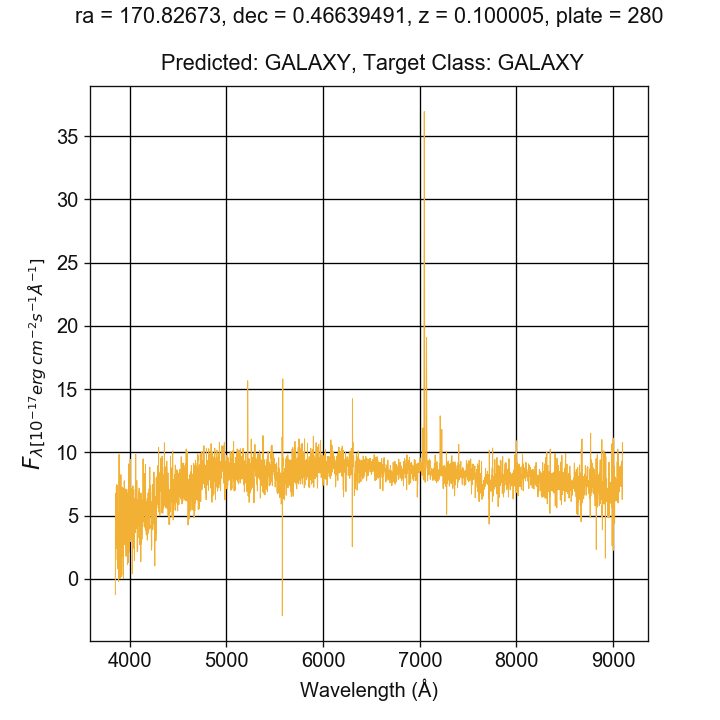 ra = 170.82673, dec = 0.46639491, z = 0.100005, plate = 280
Predicted: GALAXY, Target Class: GALAXY
35
30
25
20
15
10
5
0
F_{λ[10^{−17} erg cm^{−2}s^{−1}Å^{−1}]}
4000 5000 6000 7000 8000 9000
Wavelength (Å)